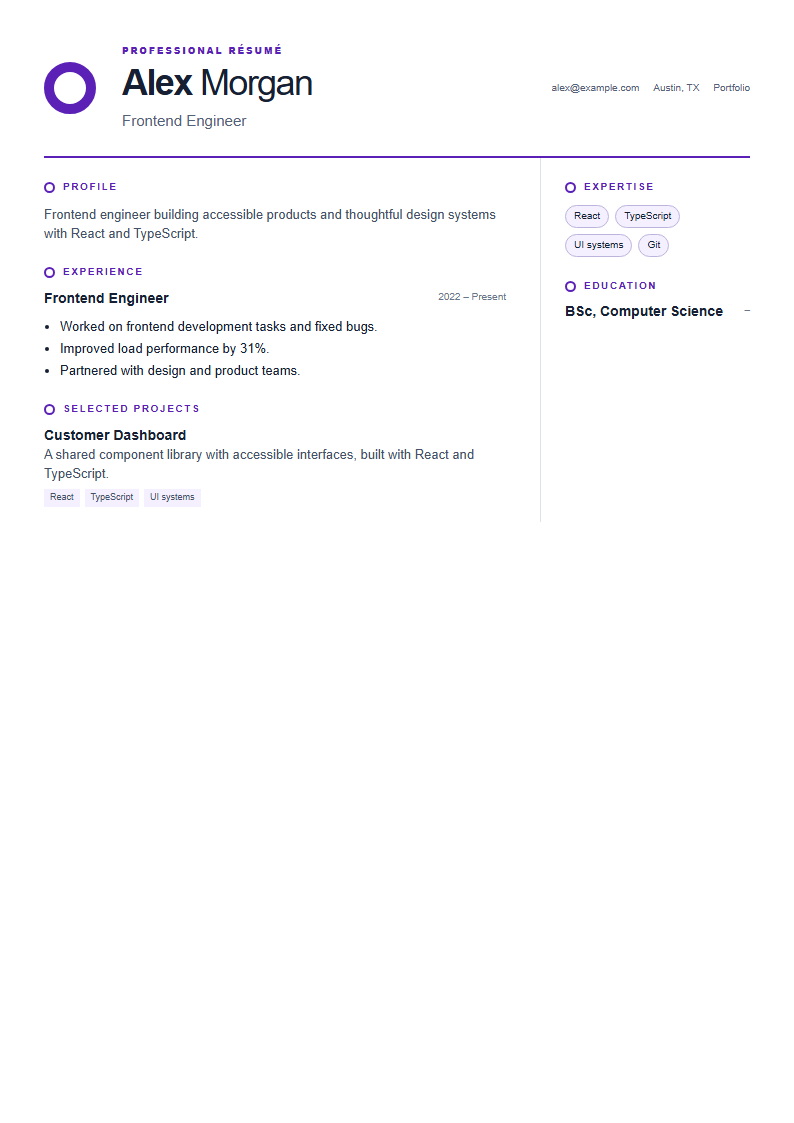 PROFESSIONAL RÉSUMÉ
Alex Morgan
Frontend Engineer
alex@example.com Austin, TX Portfolio
PROFILE
Frontend engineer building accessible products and thoughtful design systems
with React and TypeScript.
EXPERIENCE
Frontend Engineer 2022 – Present
• Worked on frontend development tasks and fixed bugs.
• Improved load performance by 31%.
• Partnered with design and product teams.
SELECTED PROJECTS
Customer Dashboard
A shared component library with accessible interfaces, built with React and
TypeScript.
React TypeScript UI systems
EXPERTISE
React TypeScript
UI systems Git
EDUCATION
BSc, Computer Science –